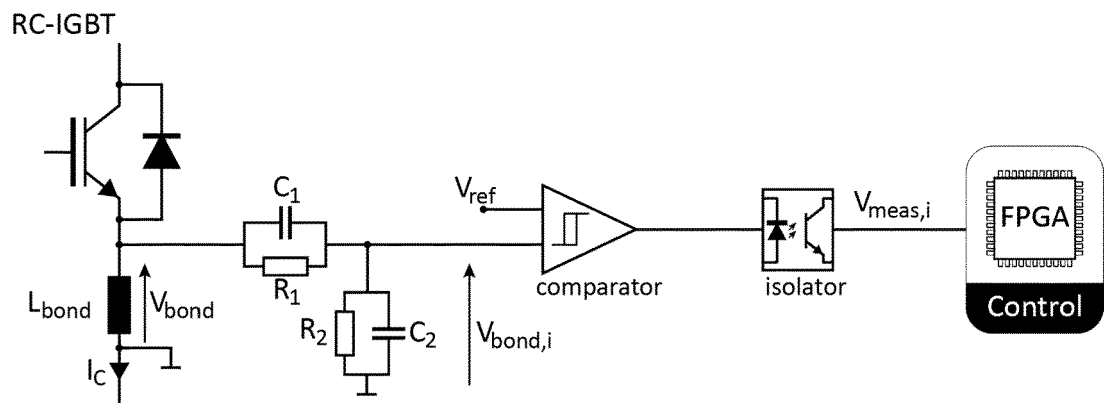 RC-IGBT
C1
Vref
Vmeas,i
FPGA
R1
comparator
isolator
Control
Lbond
Vbond
R2
C2
Vbond,i
IC